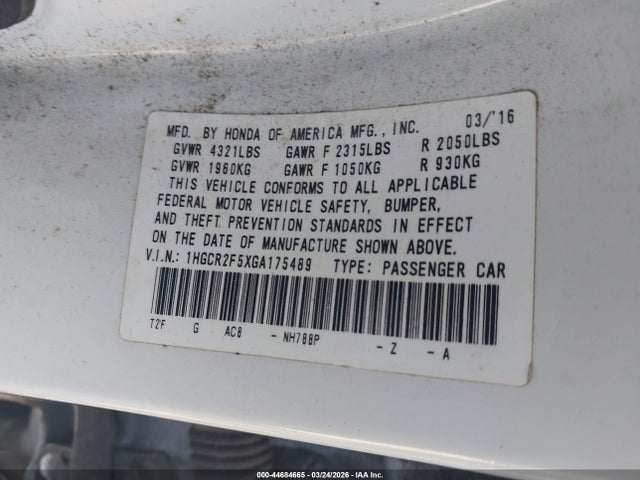 MFD. BY HONDA OF AMERICA MFG., INC. 03/'16
GVWR 4321LBS GAWR F 2315LBS R 2050LBS
GVWR 1960KG GAWR F 1050KG R 930KG
THIS VEHICLE CONFORMS TO ALL APPLICABLE
FEDERAL MOTOR VEHICLE SAFETY, BUMPER,
AND THEFT PREVENTION STANDARDS IN EFFECT
ON THE DATE OF MANUFACTURE SHOWN ABOVE.
V.I.N.: 1HGCR2F5XGA175489 TYPE: PASSENGER CAR
T2F G AC8 - NH788P - Z - A
000-44684665 - 03/24/2026 - IAA Inc.